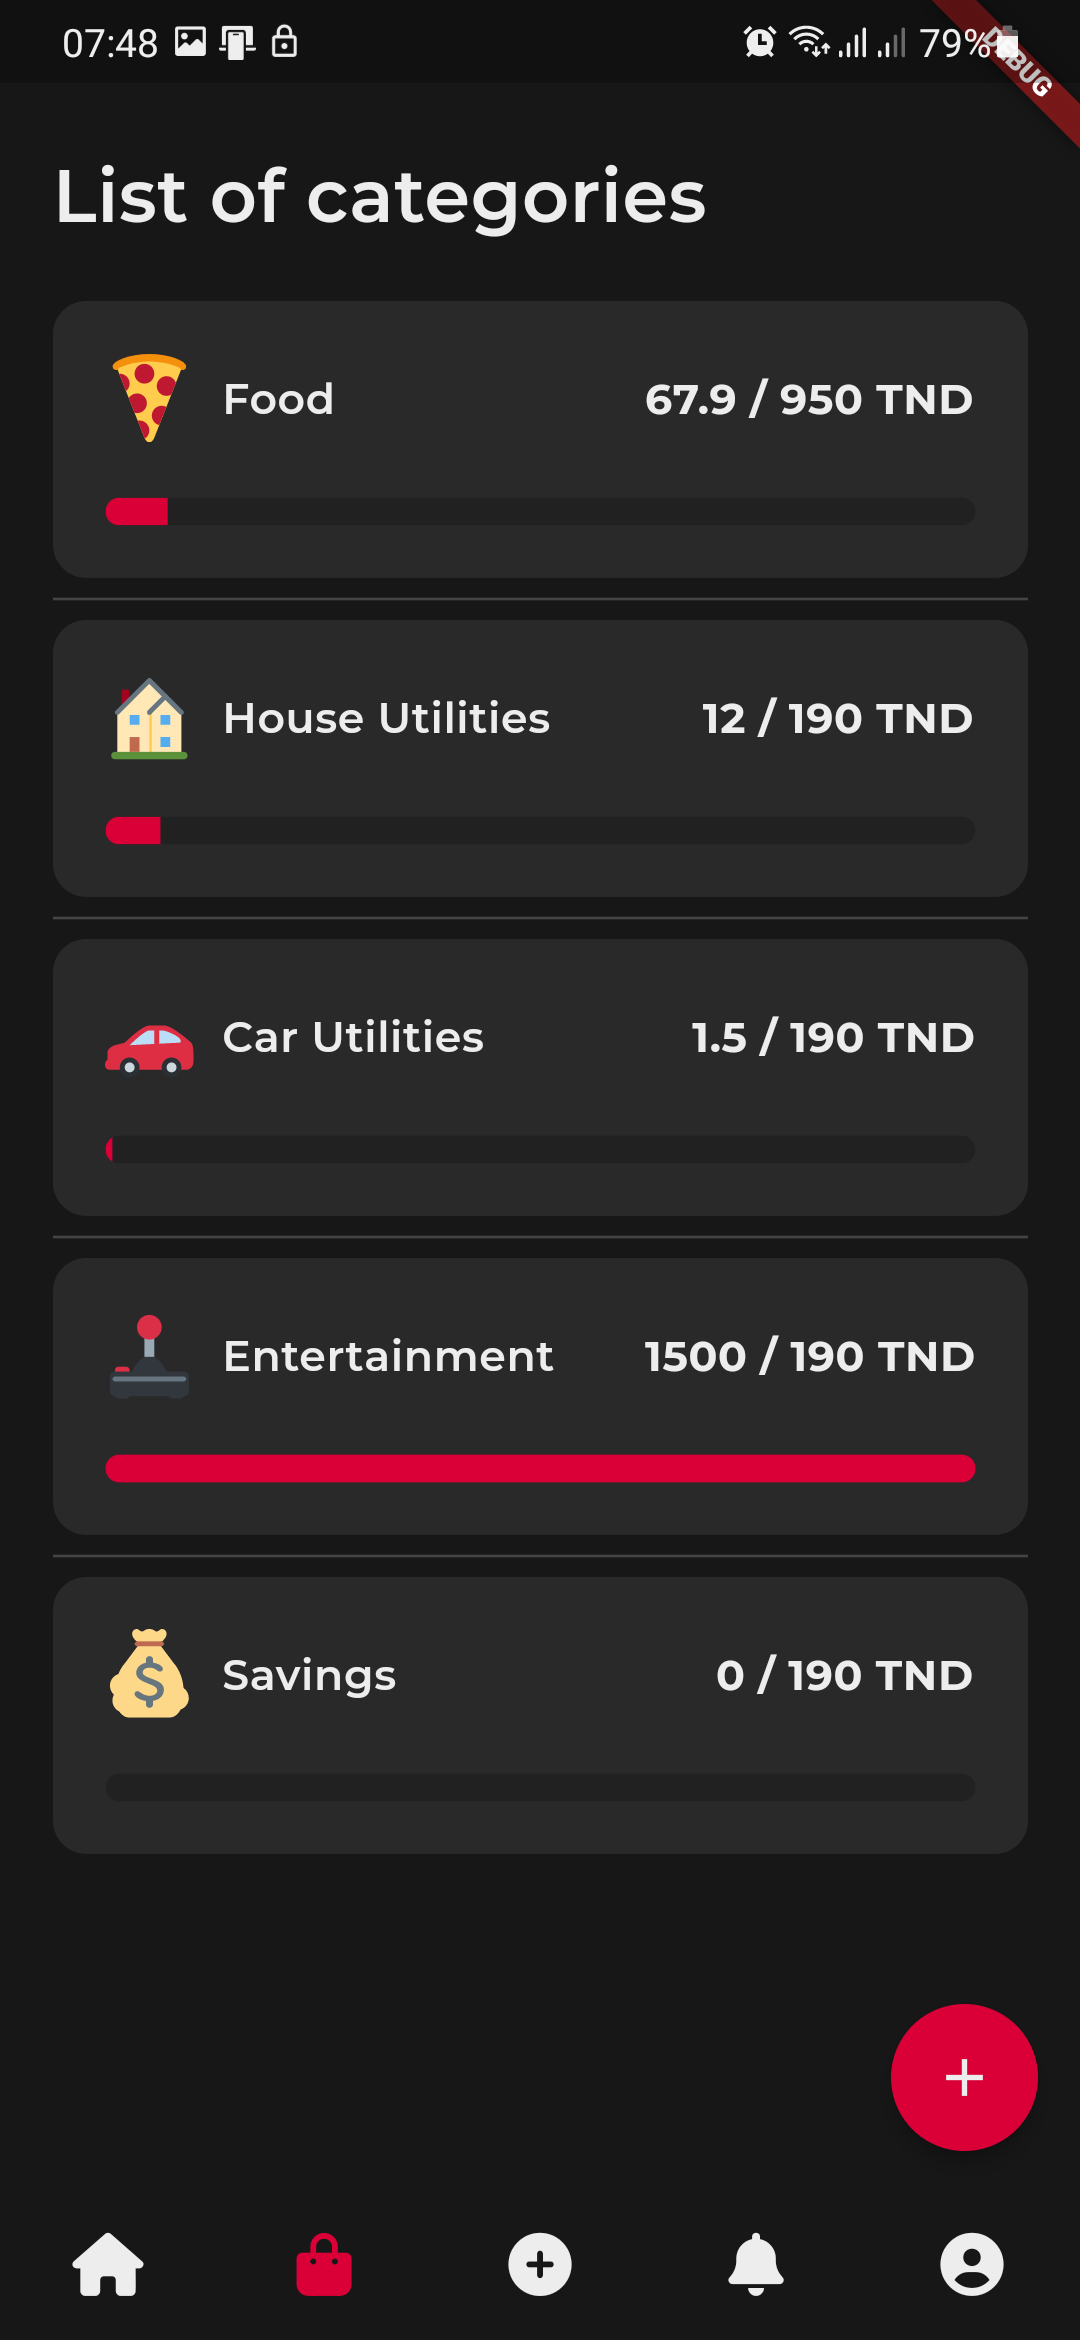 07:48 79%
DEBUG
List of categories
Food 67.9 / 950 TND
House Utilities 12 / 190 TND
Car Utilities 1.5 / 190 TND
Entertainment 1500 / 190 TND
Savings 0 / 190 TND